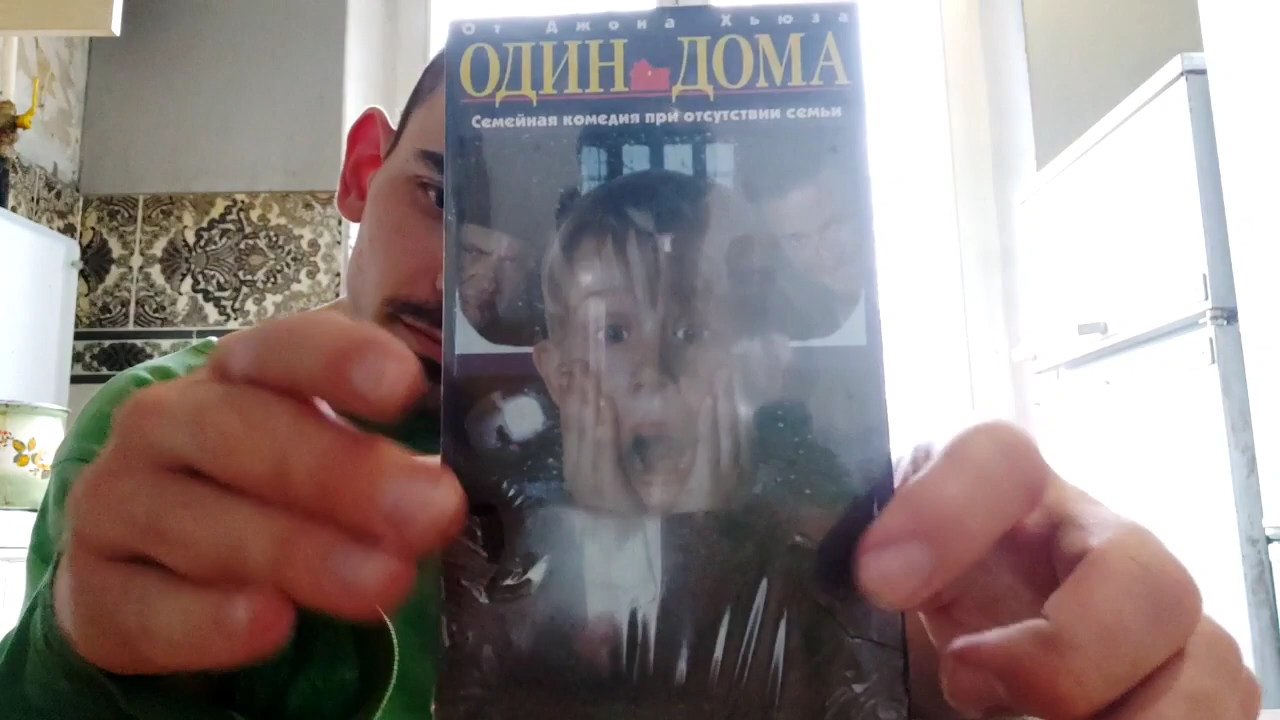 От Джона Хьюза
ОДИН ДОМА
Семейная комедия при отсутствии семьи